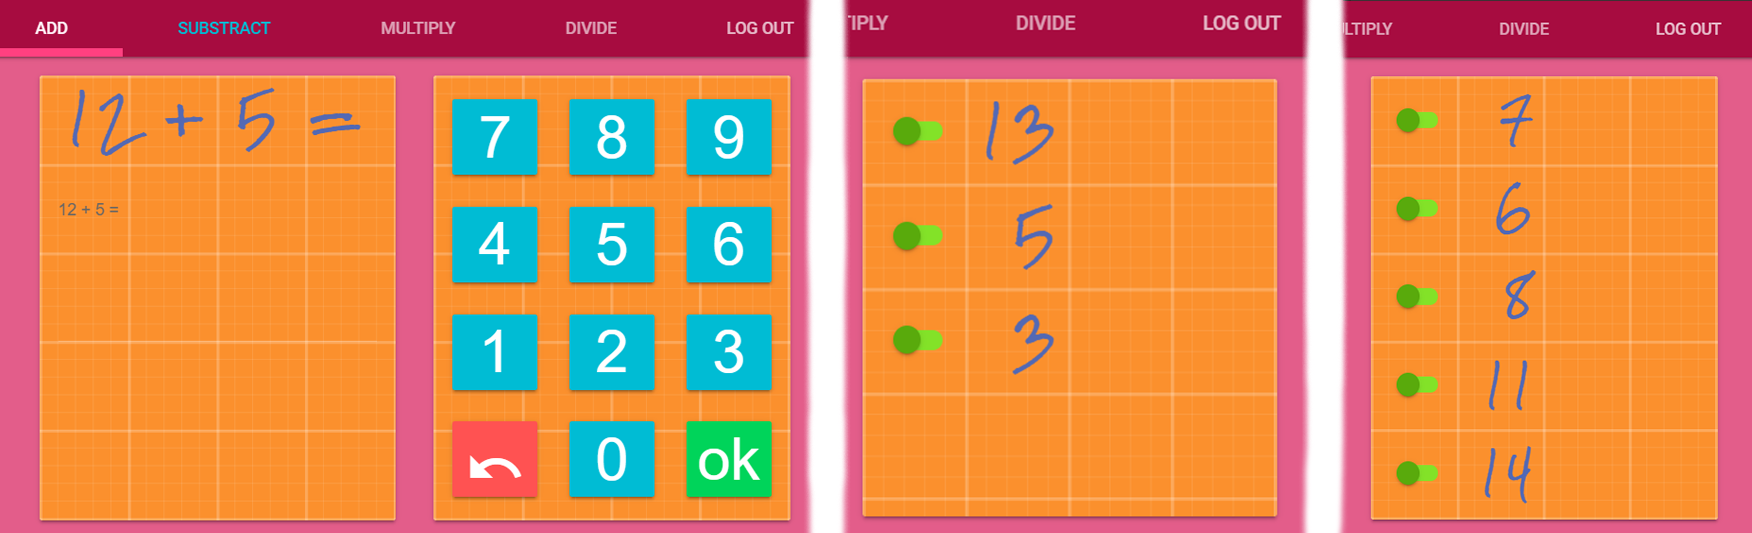 ADD SUBSTRACT MULTIPLY DIVIDE LOG OUT
12 + 5 =
12 + 5 =
7 8 9
4 5 6
1 2 3
0 ok
TIPLY DIVIDE LOG OUT
13
5
3
LTIPLY DIVIDE LOG OUT
7
6
8
11
14